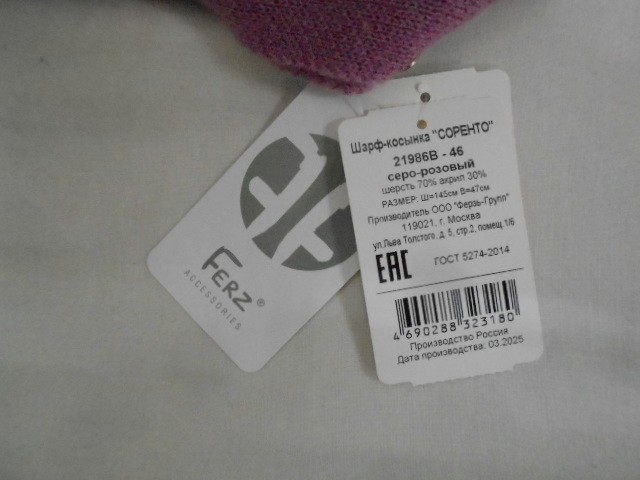 FERZ ®
ACCESSORIES
Шарф-косынка "СОРЕНТО"
21986В - 46
серо-розовый
шерсть 70% акрил 30%
РАЗМЕР: Ш=145см В=47см
Производитель ООО "Ферзь-Групп"
119021, г. Москва
ул.Льва Толстого, д. 5, стр.2, помещ. 1/6
ЕАС ГОСТ 5274-2014
4 690288 323180
Производство Россия
Дата производства: 03.2025